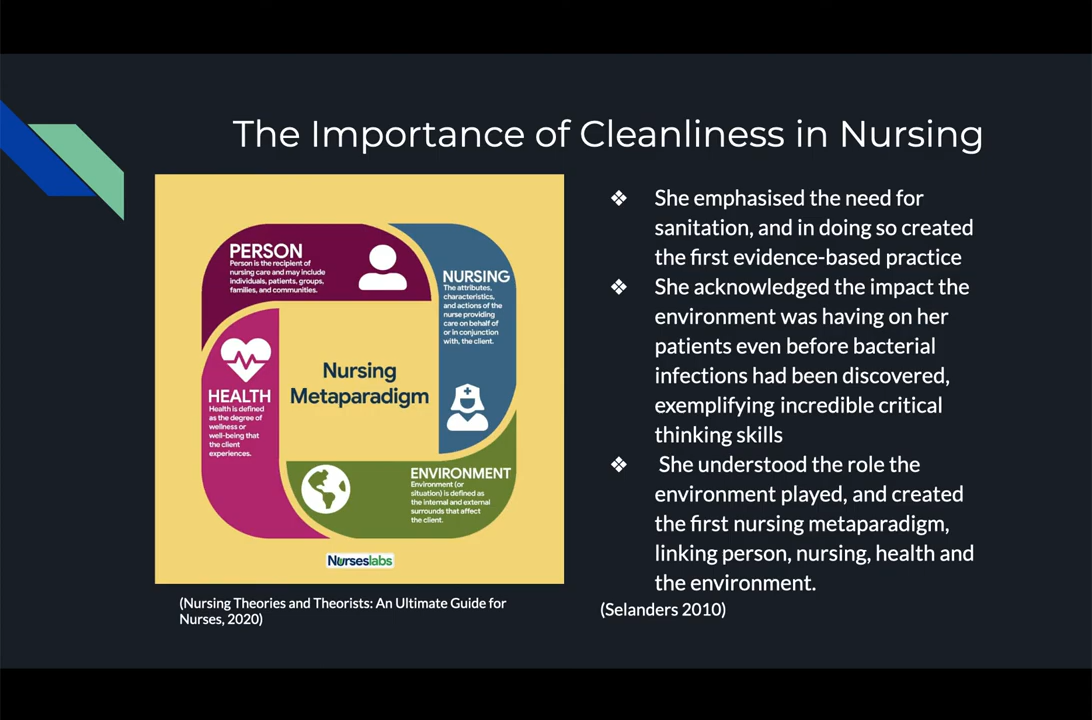 The Importance of Cleanliness in Nursing
PERSON
Person is the recipient of
nursing care and may include
individuals, patients, groups,
families, and communities.
NURSING
The attributes,
characteristics,
and actions of the
nurse providing
care on behalf of
or in conjunction
with, the client.
HEALTH
Health is defined
as the degree of
wellness or
well-being that
the client
experiences.
Nursing
Metaparadigm
ENVIRONMENT
Environment (or
situation) is defined as
the internal and external
surrounds that affect
the client.
Nurseslabs
(Nursing Theories and Theorists: An Ultimate Guide for
Nurses, 2020)
❖ She emphasised the need for
sanitation, and in doing so created
the first evidence-based practice
❖ She acknowledged the impact the
environment was having on her
patients even before bacterial
infections had been discovered,
exemplifying incredible critical
thinking skills
❖ She understood the role the
environment played, and created
the first nursing metaparadigm,
linking person, nursing, health and
the environment.
(Selanders 2010)